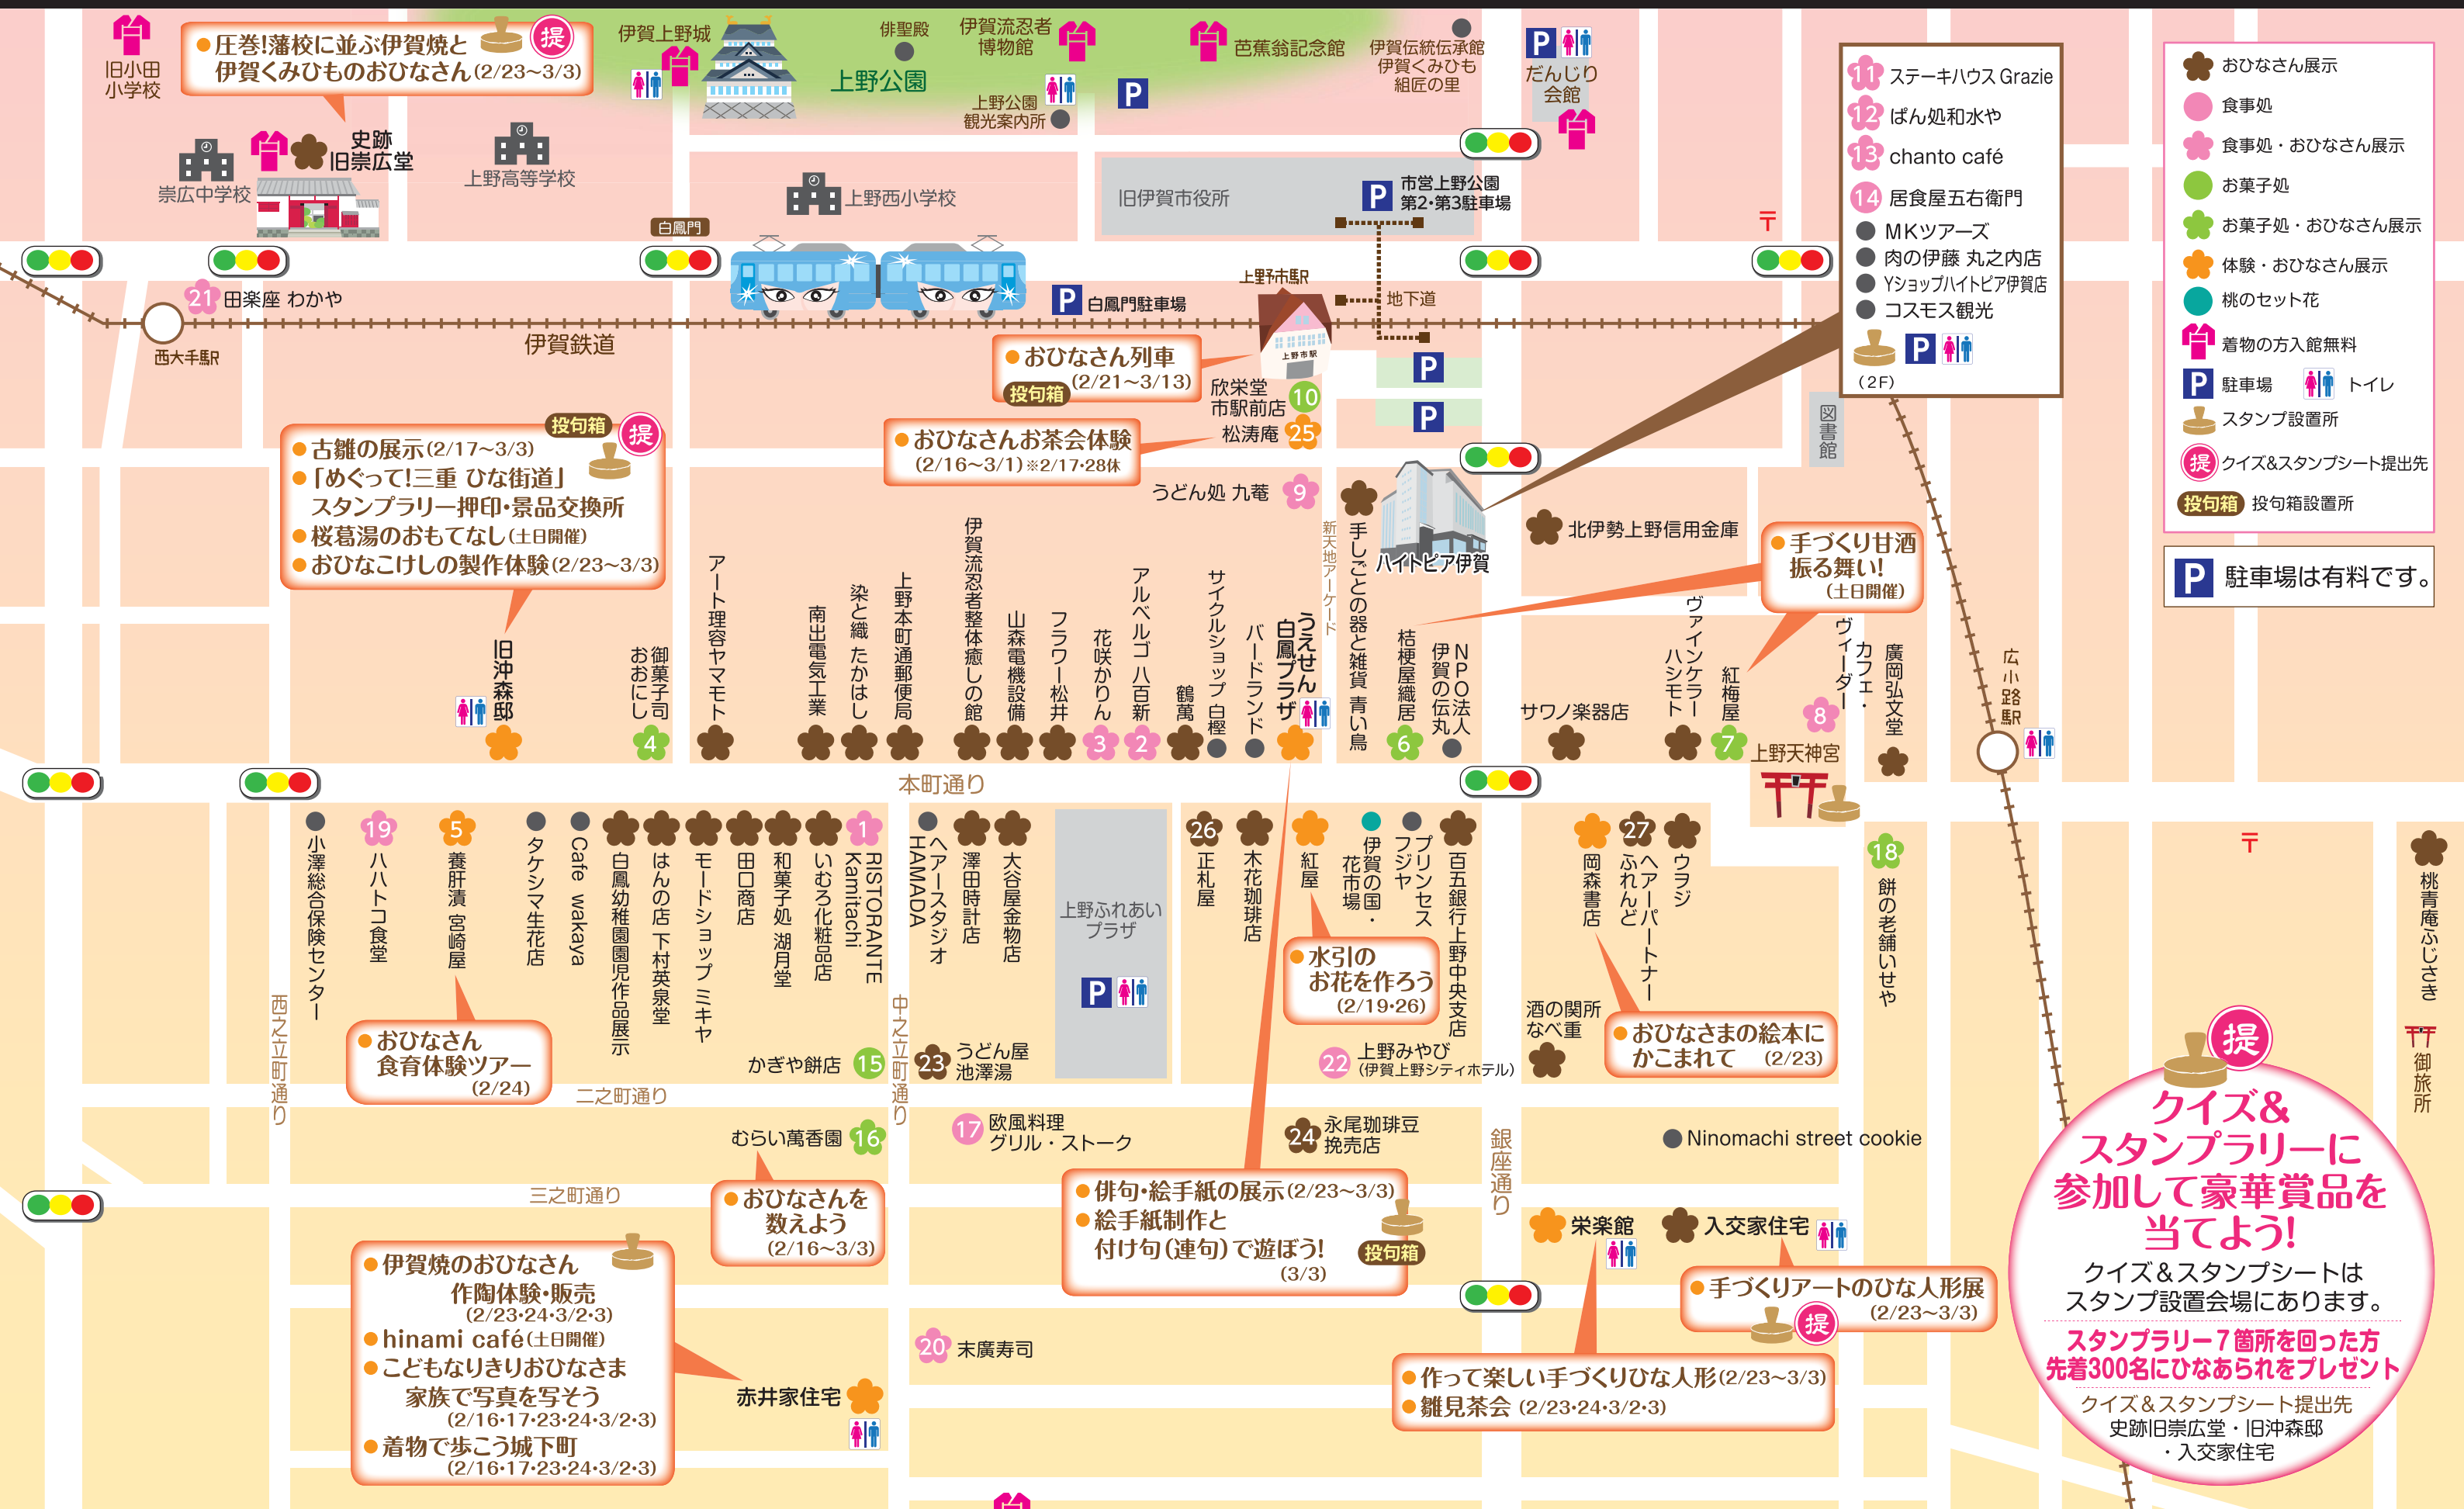 旧小田
小学校
圧巻!藩校に並ぶ伊賀焼と
伊賀くみひものおひなさん(2/23〜3/3)
提
伊賀上野城
俳聖殿
上野公園
伊賀流忍者
博物館
上野公園
観光案内所
P
芭蕉翁記念館
伊賀伝統伝承館
伊賀くみひも
組匠の里
P
だんじり
会館
崇広中学校
史跡
旧崇広堂
上野高等学校
上野西小学校
旧伊賀市役所
P
市営上野公園
第2・第3駐車場
白鳳門
21 田楽座 わかや
西大手駅
伊賀鉄道
P 白鳳門駐車場
上野市駅
上野市駅
地下道
P
P
図書館
〒
11 ステーキハウス Grazie
12 ぱん処和水や
13 chanto café
14 居食屋五右衛門
MKツアーズ
肉の伊藤 丸之内店
Yショップハイトピア伊賀店
コスモス観光
P
(2F)
おひなさん展示
食事処
食事処・おひなさん展示
お菓子処
お菓子処・おひなさん展示
体験・おひなさん展示
桃のセット花
着物の方入館無料
P 駐車場 トイレ
スタンプ設置所
提 クイズ&スタンプシート提出先
投句箱 投句箱設置所
P 駐車場は有料です。
おひなさん列車
(2/21〜3/13)
投句箱
欣栄堂
市駅前店 10
松涛庵 25
おひなさんお茶会体験
(2/16〜3/1)※2/17・28休
うどん処 九菴 9
投句箱
提
古雛の展示(2/17〜3/3)
「めぐって!三重 ひな街道」
スタンプラリー押印・景品交換所
桜葛湯のおもてなし(土日開催)
おひなこけしの製作体験(2/23〜3/3)
旧沖森邸
御菓子司
おおにし
4
アート理容ヤマモト
南出電気工業
染と織 たかはし
上野本町通郵便局
伊賀流忍者整体癒しの館
山森電機設備
フラワー松井
花咲かりん
3
アルベルゴ 八百新
2
鶴萬
サイクルショップ 白樫
バードランド
うえせん
白鳳プラザ
新天地アーケード
手しごとの器と雑貨 青い鳥
ハイトピア伊賀
桔梗屋織居
6
NPO法人
伊賀の伝丸
北伊勢上野信用金庫
手づくり甘酒
振る舞い!
(土日開催)
サワノ楽器店
ヴァインケラー
ハシモト
紅梅屋
7
カフェ・
ヴィーダー
8
廣岡弘文堂
上野天神宮
広小路駅
本町通り
小澤総合保険センター
19
ハハトコ食堂
5
養肝漬 宮崎屋
タケシマ生花店
Cafe wakaya
白鳳幼稚園園児作品展示
はんの店 下村英泉堂
モードショップ ミキヤ
田口商店
和菓子処 湖月堂
いむろ化粧品店
1
RISTORANTE
Kamitachi
ヘアースタジオ
HAMADA
澤田時計店
大谷屋金物店
上野ふれあい
プラザ
P
26
正札屋
木花珈琲店
紅屋
伊賀の国・
花市場
プリンセス
フジヤ
百五銀行上野中央支店
岡森書店
27
ヘアーパートナー
ふれんど
ウヲジ
18
餅の老舗いせや
〒
桃青庵ふじさき
御旅所
おひなさん
食育体験ツアー
(2/24)
水引の
お花を作ろう
(2/19・26)
酒の関所
なべ重
おひなさまの絵本に
かこまれて (2/23)
西之立町通り
中之立町通り
かぎや餅店 15
23 うどん屋
池澤湯
22 上野みやび
(伊賀上野シティホテル)
二之町通り
むらい萬香園 16
17 欧風料理
グリル・ストーク
24 永尾珈琲豆
挽売店
銀座通り
Ninomachi street cookie
三之町通り
おひなさんを
数えよう
(2/16〜3/3)
俳句・絵手紙の展示(2/23〜3/3)
絵手紙制作と
付け句(連句)で遊ぼう!
(3/3)
投句箱
栄楽館
入交家住宅
手づくりアートのひな人形展
(2/23〜3/3)
提
伊賀焼のおひなさん
作陶体験・販売
(2/23・24・3/2・3)
hinami café(土日開催)
こどもなりきりおひなさま
家族で写真を写そう
(2/16・17・23・24・3/2・3)
着物で歩こう城下町
(2/16・17・23・24・3/2・3)
赤井家住宅
20 末廣寿司
作って楽しい手づくりひな人形(2/23〜3/3)
雛見茶会 (2/23・24・3/2・3)
提
クイズ&
スタンプラリーに
参加して豪華賞品を
当てよう!
クイズ&スタンプシートは
スタンプ設置会場にあります。
スタンプラリー7箇所を回った方
先着300名にひなあられをプレゼント
クイズ&スタンプシート提出先
史跡旧崇広堂・旧沖森邸
・入交家住宅